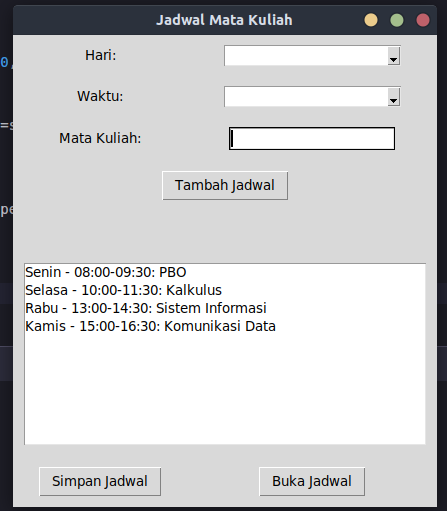 Jadwal Mata Kuliah
Hari:
Waktu:
Mata Kuliah:
Tambah Jadwal
Senin - 08:00-09:30: PBO
Selasa - 10:00-11:30: Kalkulus
Rabu - 13:00-14:30: Sistem Informasi
Kamis - 15:00-16:30: Komunikasi Data
Simpan Jadwal
Buka Jadwal
0,
=s
pe